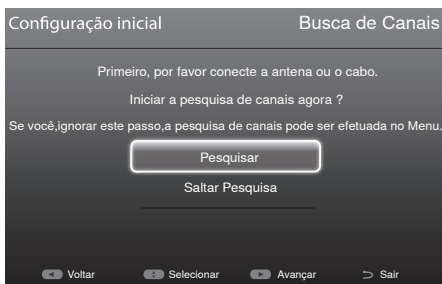 Configuração inicial Busca de Canais
Primeiro, por favor conecte a antena ou o cabo.
Iniciar a pesquisa de canais agora ?
Se você,ignorar este passo,a pesquisa de canais pode ser efetuada no Menu.
Pesquisar
Saltar Pesquisa
Voltar Selecionar Avançar Sair